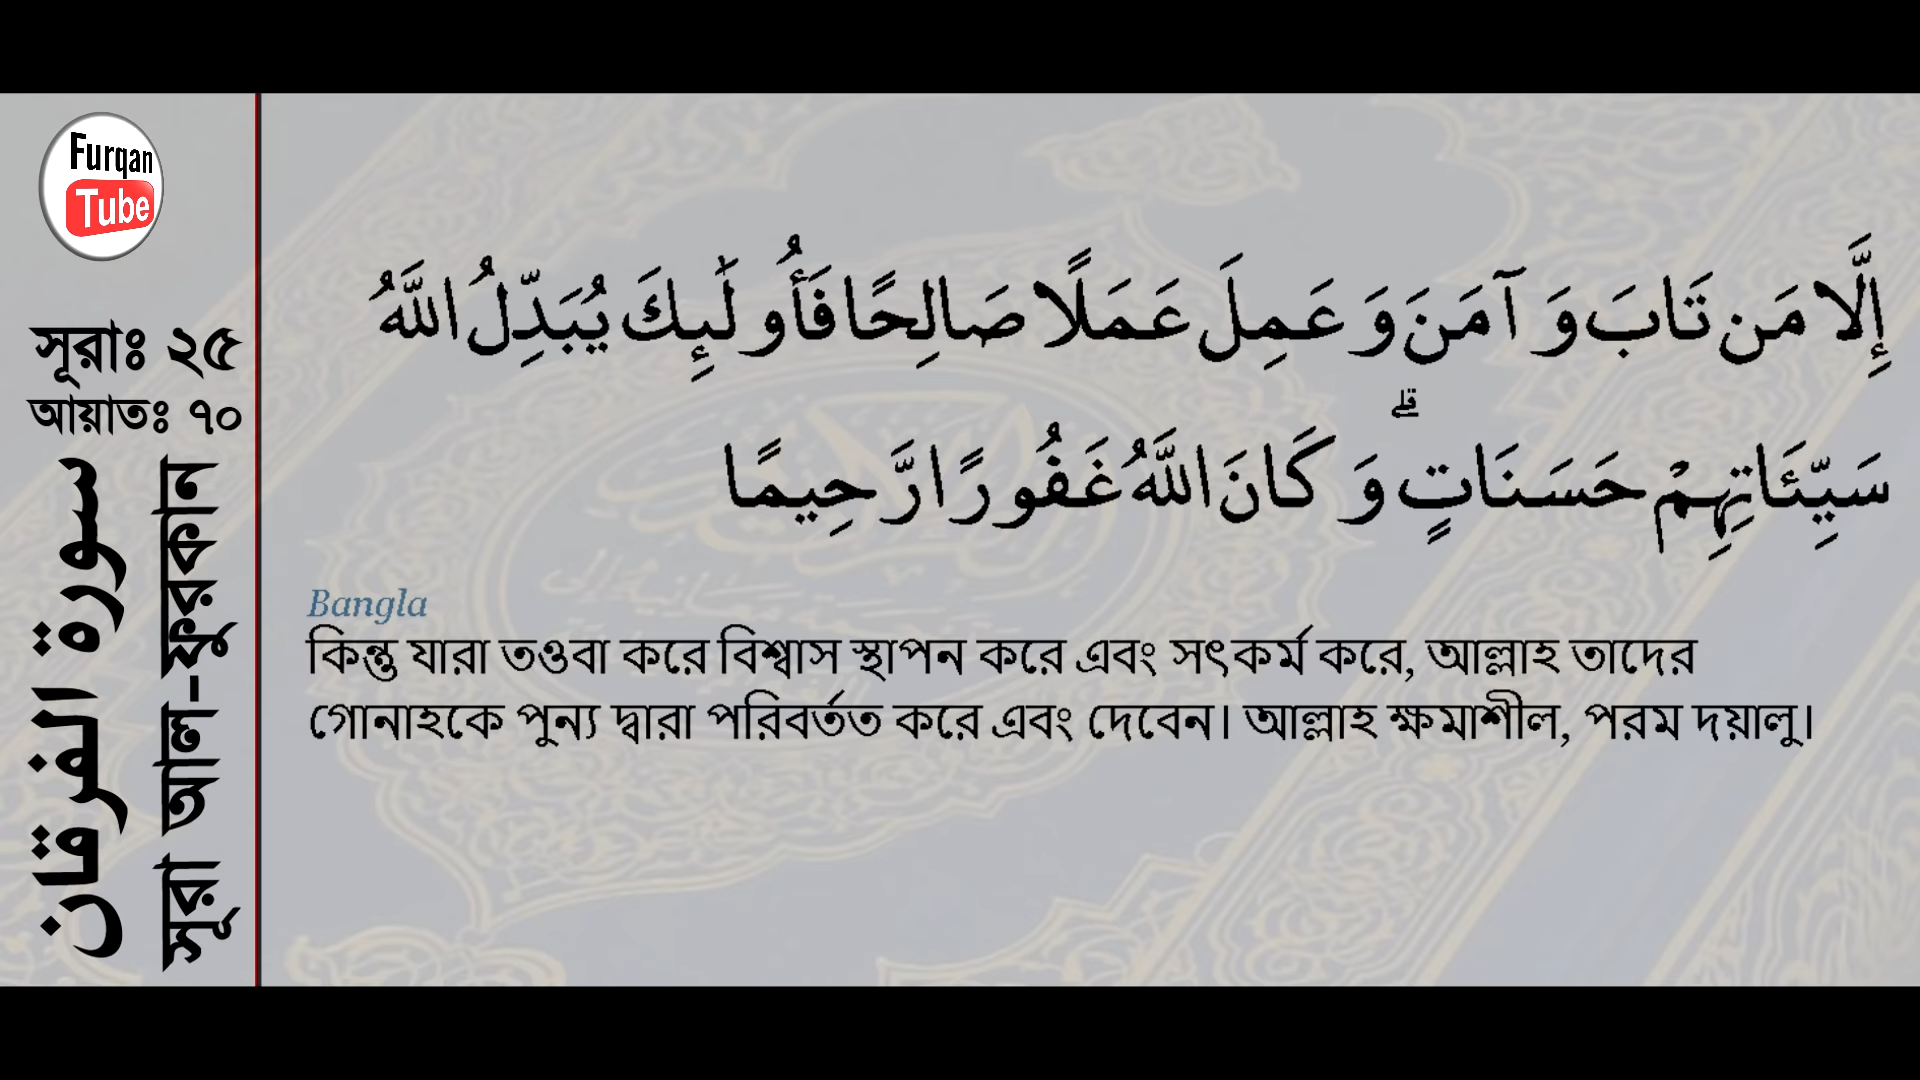 Furqan
Tube
সূরাঃ ২৫
আয়াতঃ ৭০
سورة الفرقان
সূরা আল-ফুরকান
إِلَّا مَن تَابَ وَآمَنَ وَعَمِلَ عَمَلًا صَالِحًا فَأُولَٰئِكَ يُبَدِّلُ اللَّهُ
سَيِّئَاتِهِمْ حَسَنَاتٍ ۗ وَكَانَ اللَّهُ غَفُورًا رَّحِيمًا
Bangla
কিন্তু যারা তওবা করে বিশ্বাস স্থাপন করে এবং সৎকর্ম করে, আল্লাহ তাদের
গোনাহকে পুন্য দ্বারা পরিবর্তত করে এবং দেবেন। আল্লাহ ক্ষমাশীল, পরম দয়ালু।